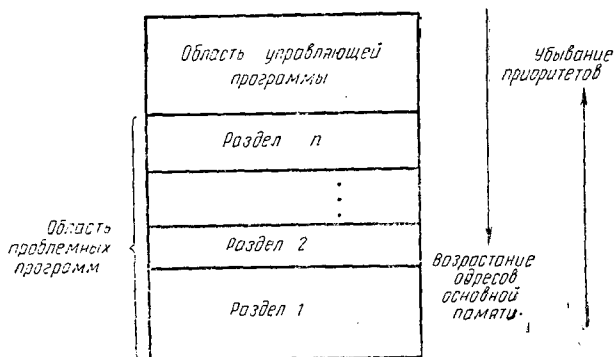 Область управляющей
программы
Убывание
приоритетов
Раздел n
Область
проблемных
программ
Раздел 2
Возрастание
адресов
основной
памяти.
Раздел 1